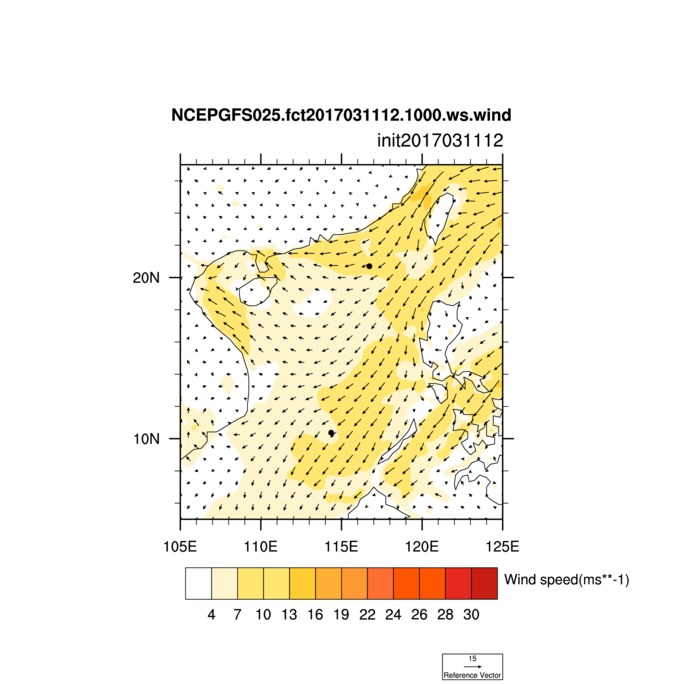 NCEPGFS025.fct2017031112.1000.ws.wind
init2017031112
20N
10N
105E 110E 115E 120E 125E
Wind speed(ms**-1)
4 7 10 13 16 19 22 24 26 28 30
15
Reference Vector